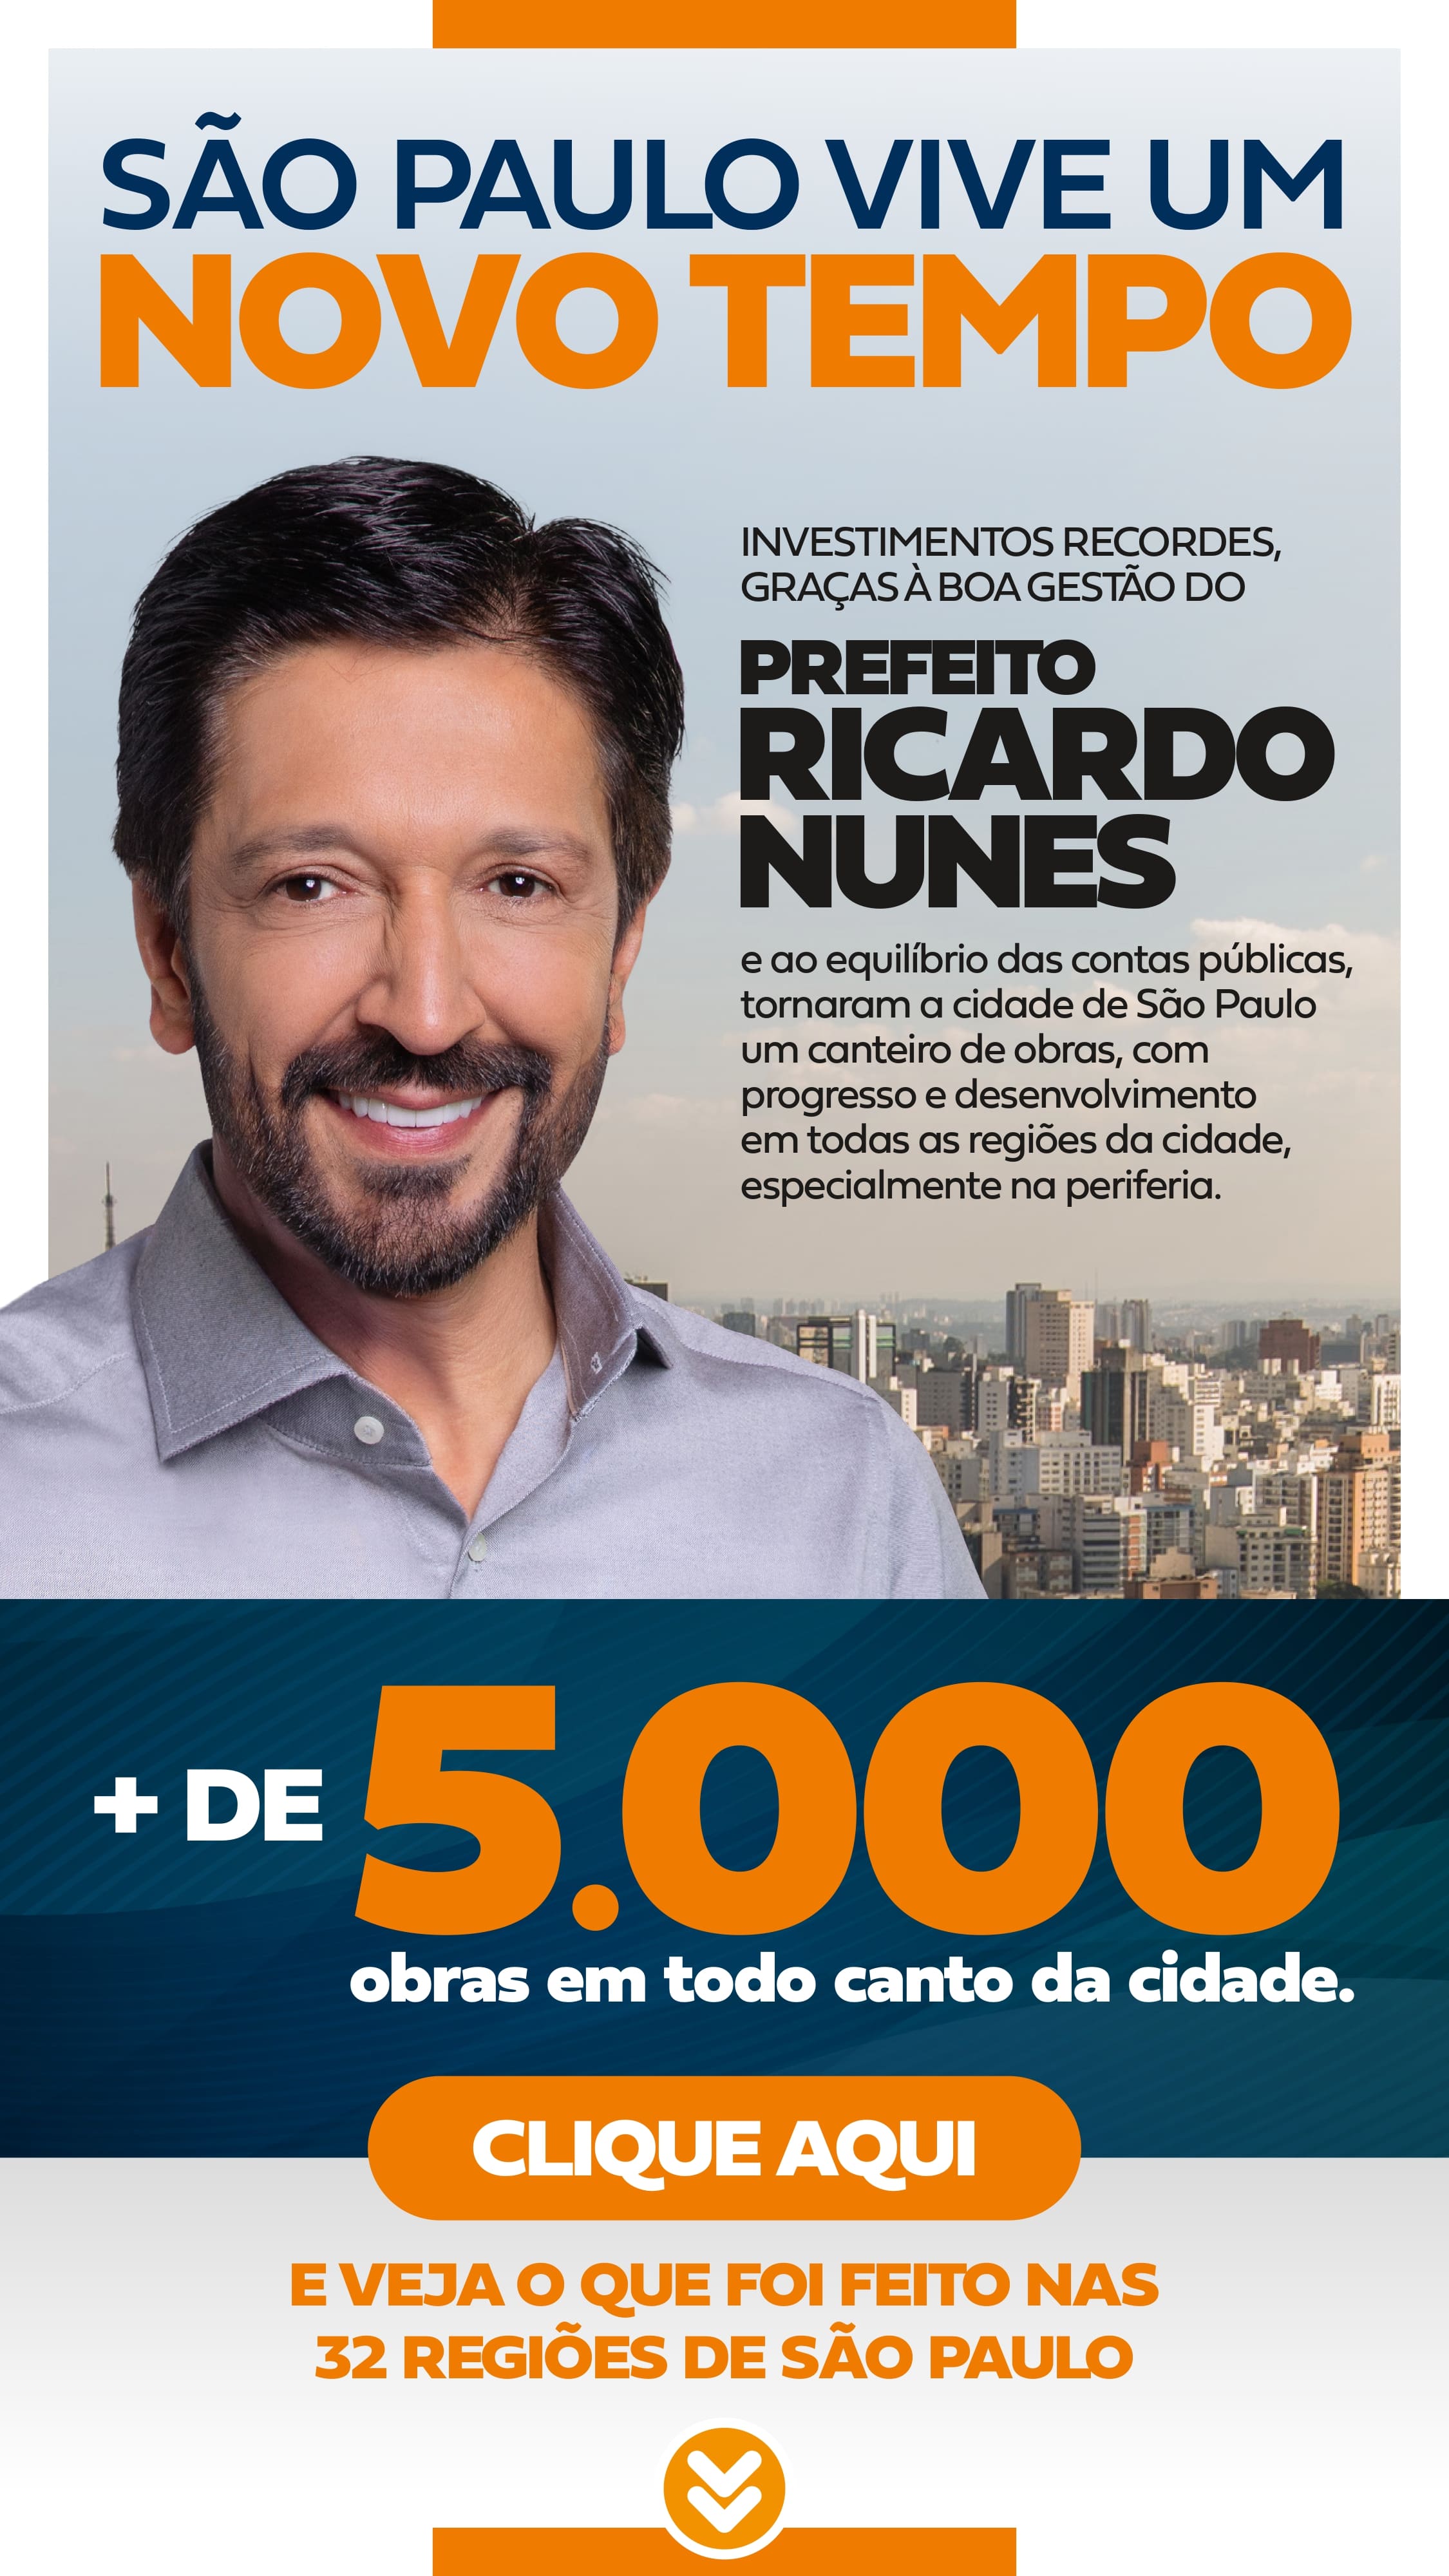 SÃO PAULO VIVE UM
NOVO TEMPO
INVESTIMENTOS RECORDES,
GRAÇAS À BOA GESTÃO DO
PREFEITO
RICARDO
NUNES
e ao equilíbrio das contas públicas,
tornaram a cidade de São Paulo
um canteiro de obras, com
progresso e desenvolvimento
em todas as regiões da cidade,
especialmente na periferia.
+ DE 5.000
obras em todo canto da cidade.
CLIQUE AQUI
E VEJA O QUE FOI FEITO NAS
32 REGIÕES DE SÃO PAULO